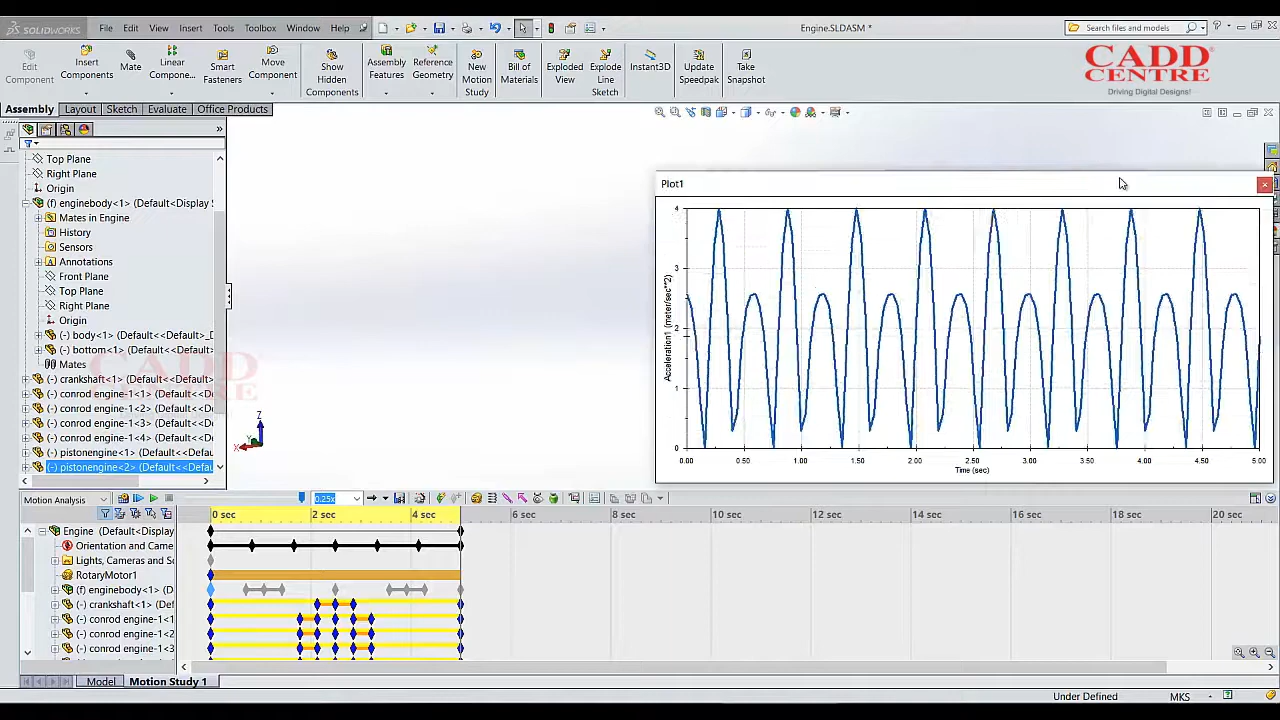 SOLIDWORKS File Edit View Insert Tools Toolbox Window Help Engine.SLDASM * Search files and models
Edit Component Insert Components Mate Linear Compone... Smart Fasteners Move Component Show Hidden Components Assembly Features Reference Geometry New Motion Study Bill of Materials Exploded View Explode Line Sketch Instant3D Update Speedpak Take Snapshot
CADD CENTRE
Driving Digital Designs!
Assembly Layout Sketch Evaluate Office Products
Top Plane
Right Plane
Origin
(f) enginebody<1> (Default<Display S
Mates in Engine
History
Sensors
Annotations
Front Plane
Top Plane
Right Plane
Origin
(-) body<1> (Default<Default>_D
(-) bottom<1> (Default<Default
Mates
(-) crankshaft<1> (Default<<Default>
(-) conrod engine-1<1> (Default<<De
(-) conrod engine-1<2> (Default<<De
(-) conrod engine-1<3> (Default<<De
(-) conrod engine-1<4> (Default<<De
(-) pistonengine<1> (Default<<Defau
(-) pistonengine<2> (Default<<Defau
CADD CENTRE
Z
Y
X
Plot1
Acceleration1 (meter/sec**2)
4
3
2
1
0
0.00 0.50 1.00 1.50 2.00 2.50 3.00 3.50 4.00 4.50 5.00
Time (sec)
Motion Analysis 0.25x
0 sec 2 sec 4 sec 6 sec 8 sec 10 sec 12 sec 14 sec 16 sec 18 sec 20 sec
Engine (Default<Display
Orientation and Came
Lights, Cameras and Sc
RotaryMotor1
(f) enginebody<1> (De
(-) crankshaft<1> (Def
(-) conrod engine-1<1
(-) conrod engine-1<2
(-) conrod engine-1<3
Model Motion Study 1
Under Defined MKS